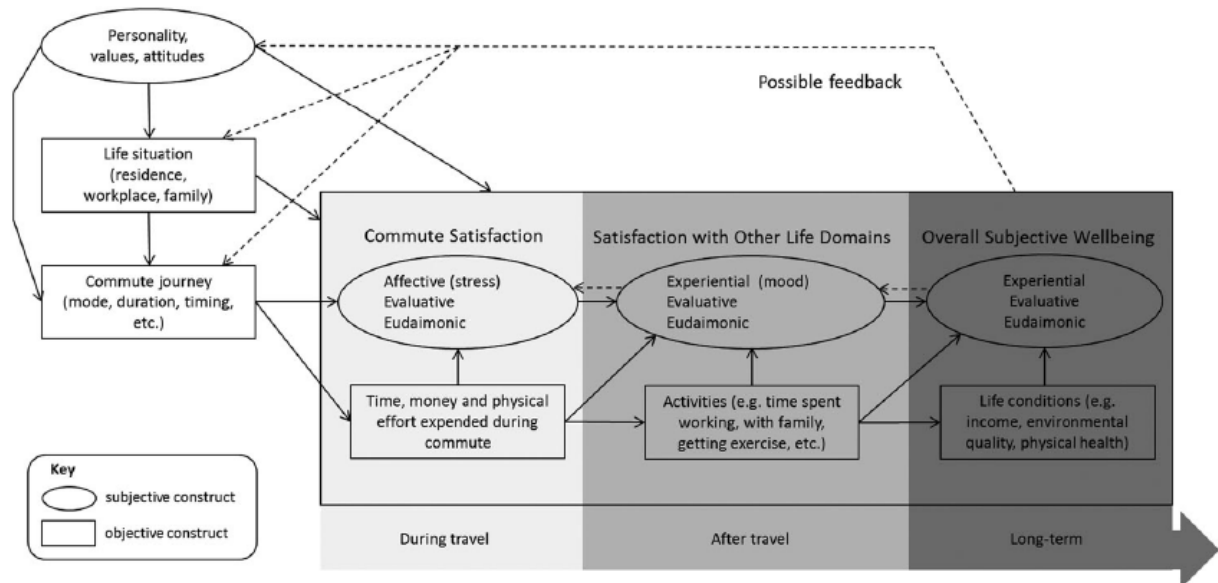 Personality,
values, attitudes
Possible feedback
Life situation
(residence,
workplace, family)
Commute journey
(mode, duration, timing,
etc.)
Commute Satisfaction
Affective (stress)
Evaluative
Eudaimonic
Time, money and physical
effort expended during
commute
Satisfaction with Other Life Domains
Experiential (mood)
Evaluative
Eudaimonic
Activities (e.g. time spent
working, with family,
getting exercise, etc.)
Overall Subjective Wellbeing
Experiential
Evaluative
Eudaimonic
Life conditions (e.g.
income, environmental
quality, physical health)
Key
subjective construct
objective construct
During travel
After travel
Long-term